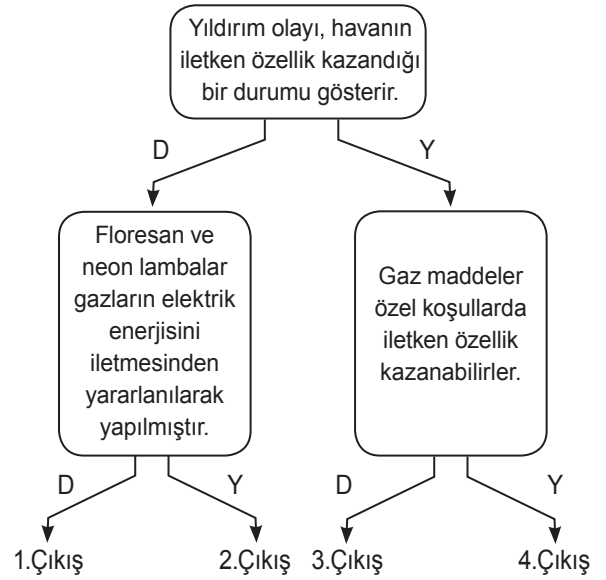 Yıldırım olayı, havanın
iletken özellik kazandığı
bir durumu gösterir.
D
Y
Floresan ve
neon lambalar
gazların elektrik
enerjisini
iletmesinden
yararlanılarak
yapılmıştır.
Gaz maddeler
özel koşullarda
iletken özellik
kazanabilirler.
D
Y
D
Y
1.Çıkış
2.Çıkış
3.Çıkış
4.Çıkış